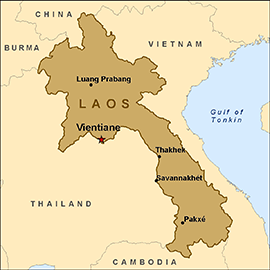 CHINA
BURMA
VIETNAM
Luang Prabang
LAOS
Gulf of
Tonkin
Vientiane
Thakhek
Savannakhét
THAILAND
Pakxé
CAMBODIA